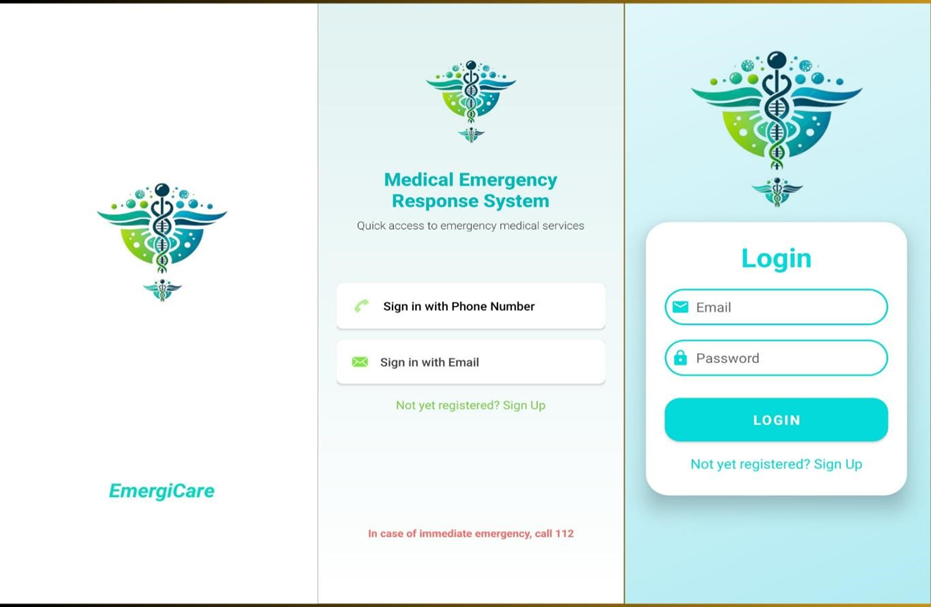 EmergiCare
Medical Emergency
Response System
Quick access to emergency medical services
Sign in with Phone Number
Sign in with Email
Not yet registered? Sign Up
In case of immediate emergency, call 112
Login
Email
Password
LOGIN
Not yet registered? Sign Up